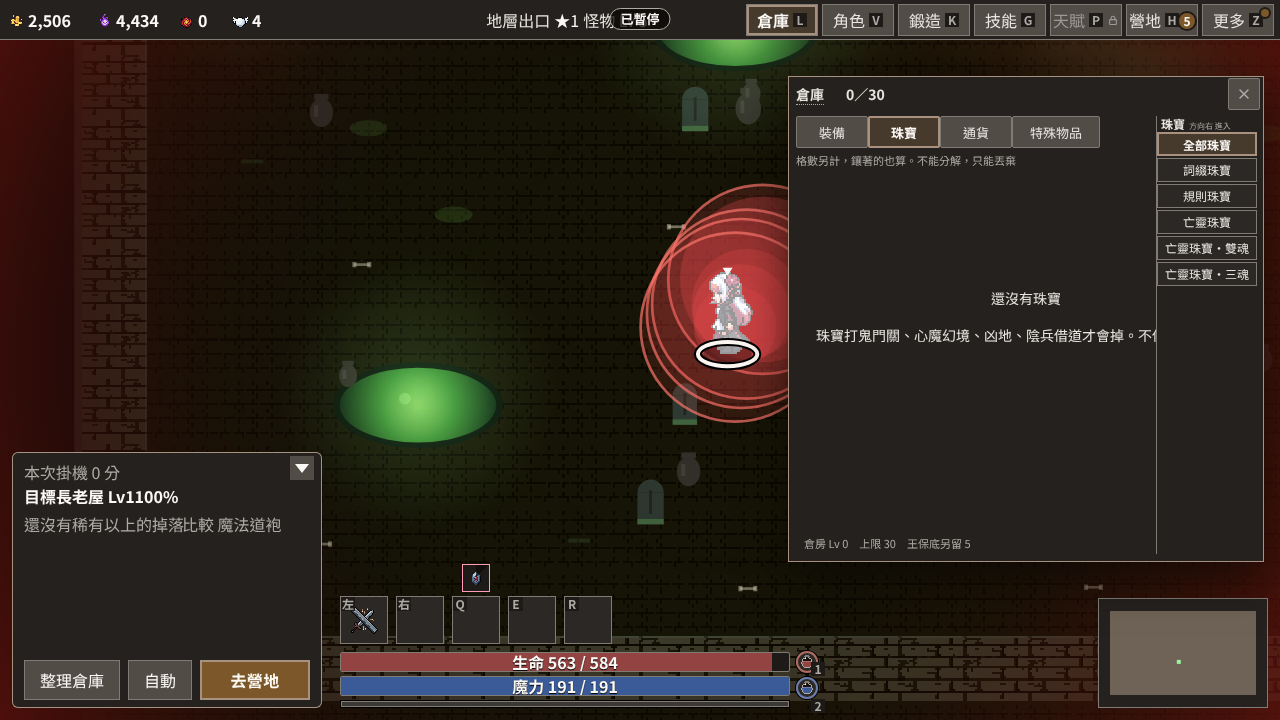 2,506 4,434 0 4
地層出口 ★1 怪物
已暫停
倉庫 L
角色 V
鍛造 K
技能 G
天賦 P
營地 H 5
更多 Z
倉庫 0／30
裝備 珠寶 通貨 特殊物品
格數另計，鑲著的也算。不能分解，只能丟棄
還沒有珠寶
珠寶打鬼門關、心魔幻境、凶地、陰兵借道才會掉。不
倉房 Lv 0 上限 30 王保底另留 5
珠寶 方向右 進入
全部珠寶
詞綴珠寶
規則珠寶
亡靈珠寶
亡靈珠寶・雙魂
亡靈珠寶・三魂
本次掛機 0 分
目標長老屋 Lv1100%
還沒有稀有以上的掉落比較 魔法道袍
整理倉庫 自動 去營地
左 右 Q E R
生命 563 / 584
1
魔力 191 / 191
2